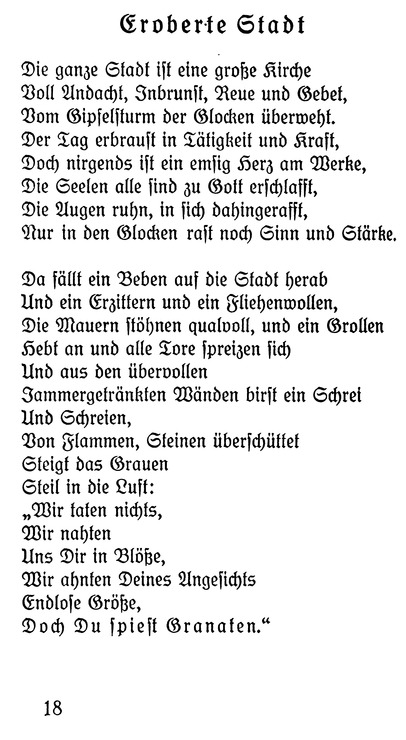 Eroberte Stadt
Die ganze Stadt ist eine große Kirche
Voll Andacht, Inbrunst, Reue und Gebet,
Vom Gipfelsturm der Glocken überweht.
Der Tag erbraust in Tätigkeit und Kraft,
Doch nirgends ist ein emsig Herz am Werke,
Die Seelen alle sind zu Gott erschlafft,
Die Augen ruhn, in sich dahingerafft,
Nur in den Glocken rast noch Sinn und Stärke.
Da fällt ein Beben auf die Stadt herab
Und ein Erzittern und ein Fliehenwollen,
Die Mauern stöhnen qualvoll, und ein Grollen
Hebt an und alle Tore spreizen sich
Und aus den übervollen
Jammergetränkten Wänden birst ein Schrei
Und Schreien,
Von Flammen, Steinen überschüttet
Steigt das Grauen
Steil in die Luft:
„Wir taten nichts,
Wir nahten
Uns Dir in Blöße,
Wir ahnten Deines Angesichts
Endlose Größe,
Doch Du spiest Granaten.“
18